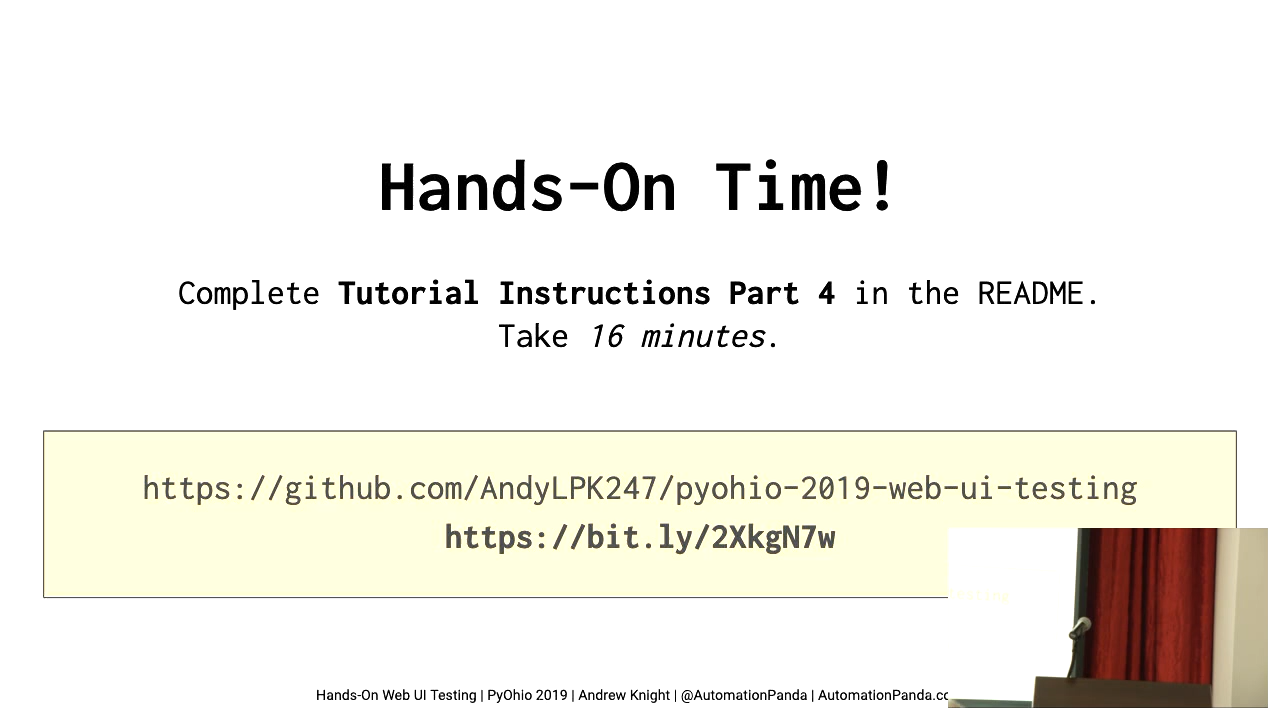 Hands-On Time!
Complete Tutorial Instructions Part 4 in the README.
Take 16 minutes.
https://github.com/AndyLPK247/pyohio-2019-web-ui-testing
https://bit.ly/2XkgN7w
Hands-On Web UI Testing | PyOhio 2019 | Andrew Knight | @AutomationPanda | AutomationPanda.co